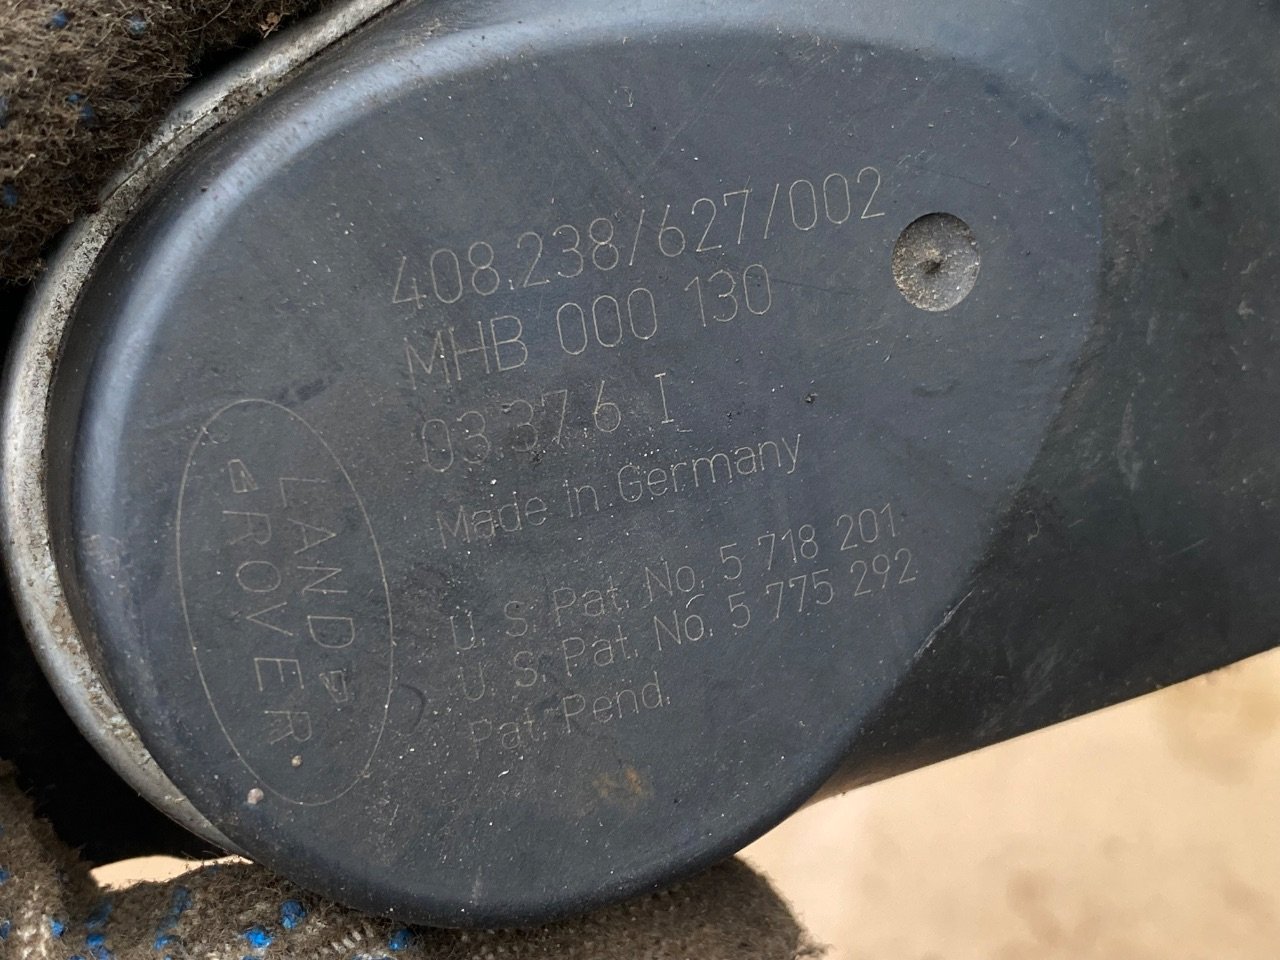 408.238/627/002
MHB 000 130
03.37.6 I
Made in Germany
U. S. Pat. No. 5 718 201
U. S. Pat. No. 5 775 292
Pat. Pend.
LAND
ROVER